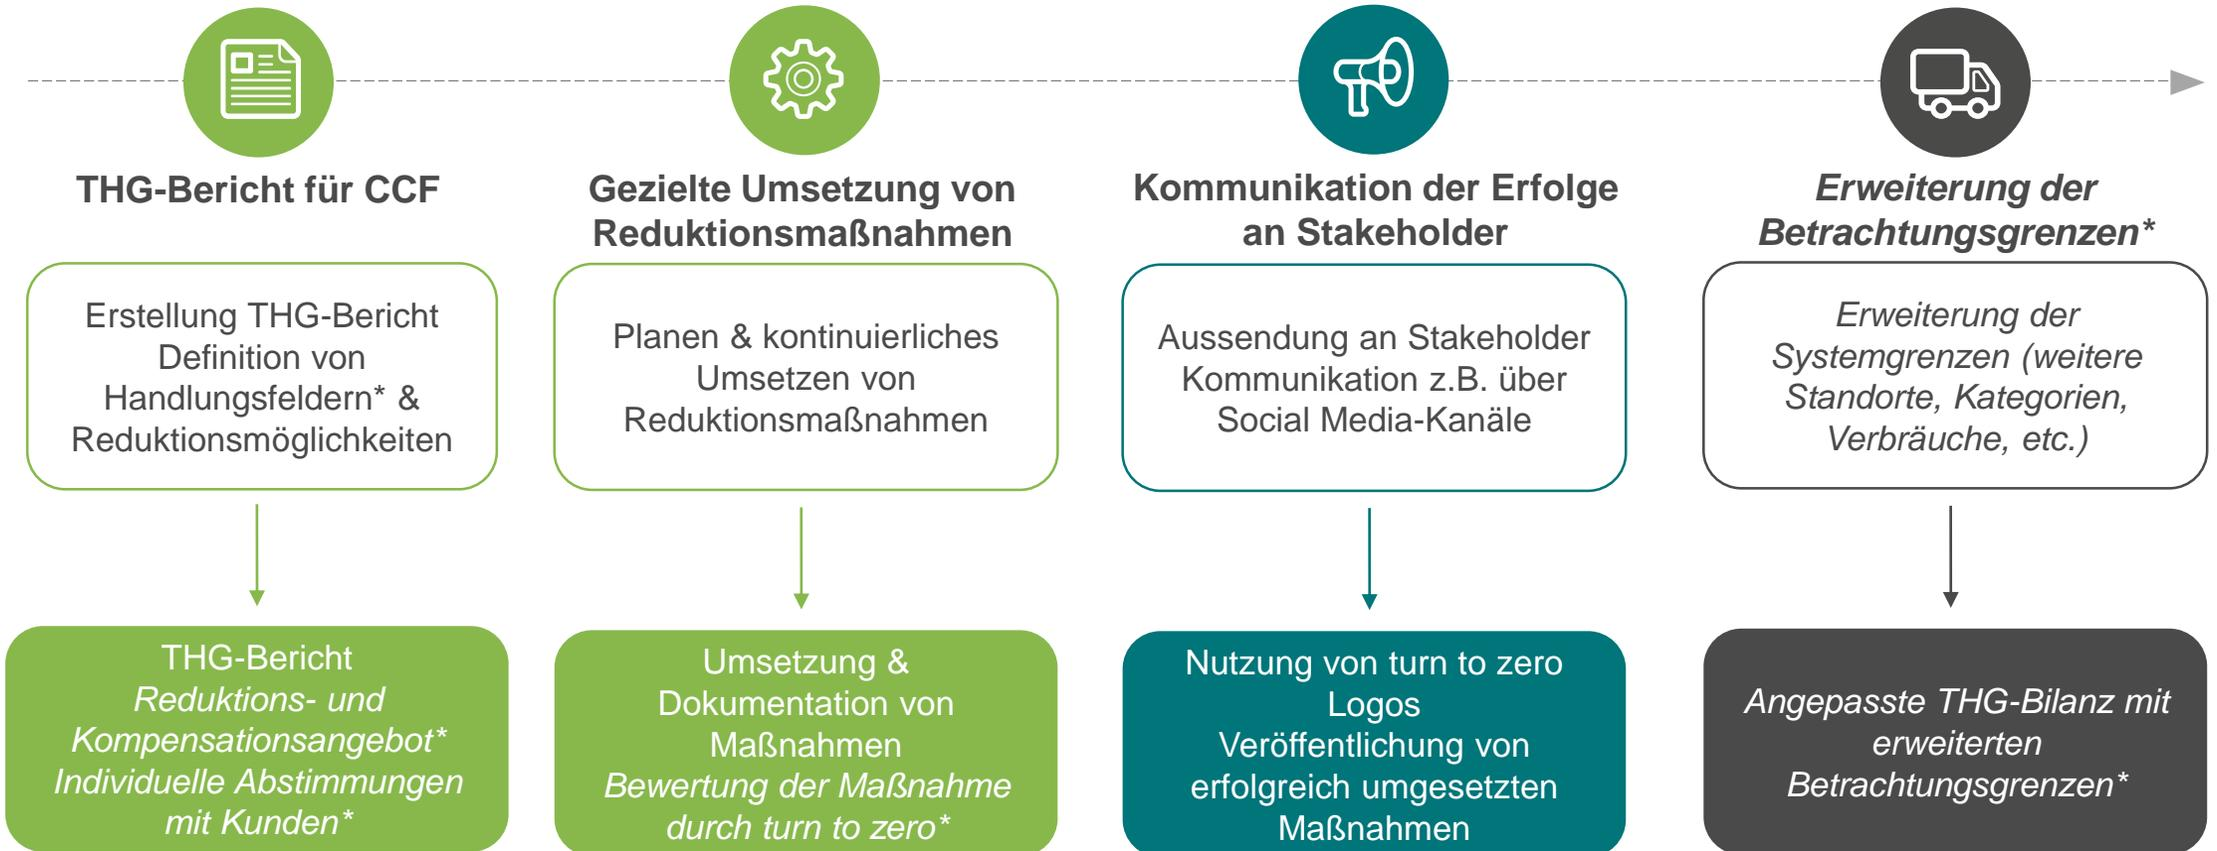 THG-Bericht für CCF
Erstellung THG-Bericht
Definition von
Handlungsfeldern* &
Reduktionsmöglichkeiten
THG-Bericht
Reduktions- und
Kompensationsangebot*
Individuelle Abstimmungen
mit Kunden*
Gezielte Umsetzung von
Reduktionsmaßnahmen
Planen & kontinuierliches
Umsetzen von
Reduktionsmaßnahmen
Umsetzung &
Dokumentation von
Maßnahmen
Bewertung der Maßnahme
durch turn to zero*
Kommunikation der Erfolge
an Stakeholder
Aussendung an Stakeholder
Kommunikation z.B. über
Social Media-Kanäle
Nutzung von turn to zero
Logos
Veröffentlichung von
erfolgreich umgesetzten
Maßnahmen
Erweiterung der
Betrachtungsgrenzen*
Erweiterung der
Systemgrenzen (weitere
Standorte, Kategorien,
Verbräuche, etc.)
Angepasste THG-Bilanz mit
erweiterten
Betrachtungsgrenzen*